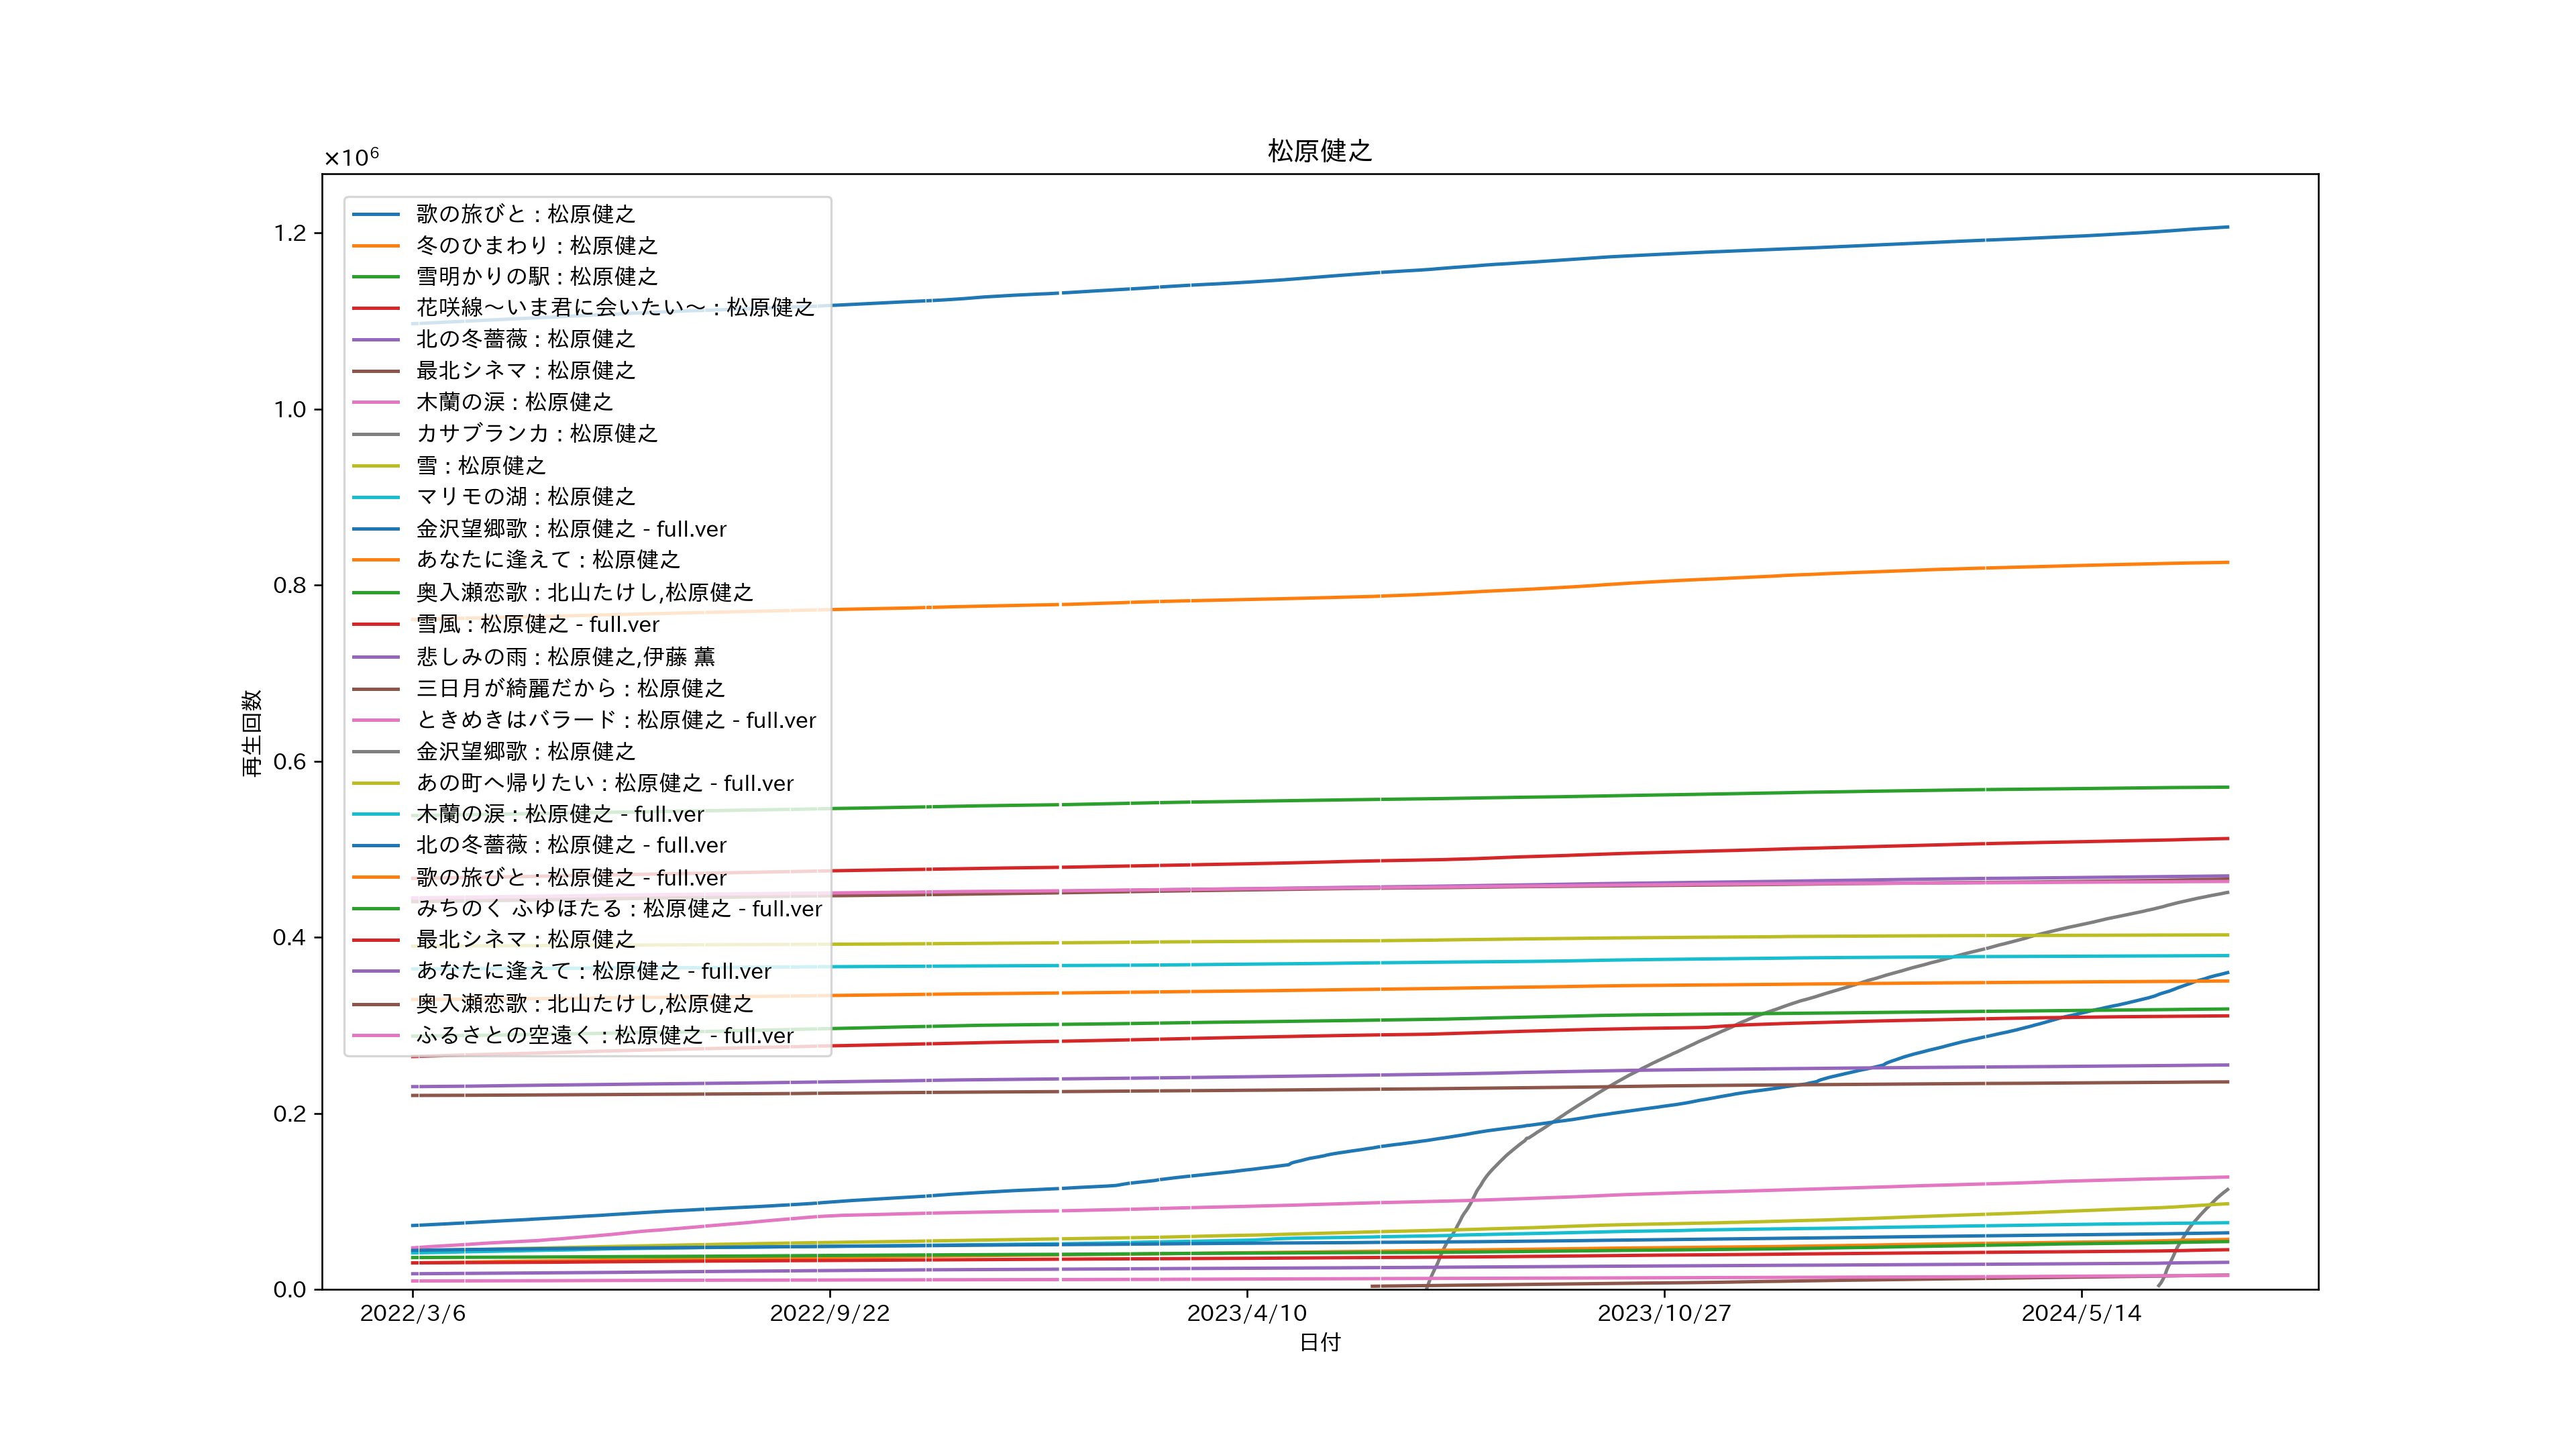 松原健之
×10⁶
1.2
1.0
0.8
0.6
0.4
0.2
0.0
再生回数
歌の旅びと : 松原健之
冬のひまわり : 松原健之
雪明かりの駅 : 松原健之
花咲線～いま君に会いたい～ : 松原健之
北の冬薔薇 : 松原健之
最北シネマ : 松原健之
木蘭の涙 : 松原健之
カサブランカ : 松原健之
雪 : 松原健之
マリモの湖 : 松原健之
金沢望郷歌 : 松原健之 - full.ver
あなたに逢えて : 松原健之
奥入瀬恋歌 : 北山たけし,松原健之
雪風 : 松原健之 - full.ver
悲しみの雨 : 松原健之,伊藤 薫
三日月が綺麗だから : 松原健之
ときめきはバラード : 松原健之 - full.ver
金沢望郷歌 : 松原健之
あの町へ帰りたい : 松原健之 - full.ver
木蘭の涙 : 松原健之 - full.ver
北の冬薔薇 : 松原健之 - full.ver
歌の旅びと : 松原健之 - full.ver
みちのく ふゆほたる : 松原健之 - full.ver
最北シネマ : 松原健之
あなたに逢えて : 松原健之 - full.ver
奥入瀬恋歌 : 北山たけし,松原健之
ふるさとの空遠く : 松原健之 - full.ver
2022/3/6
2022/9/22
2023/4/10
2023/10/27
2024/5/14
日付